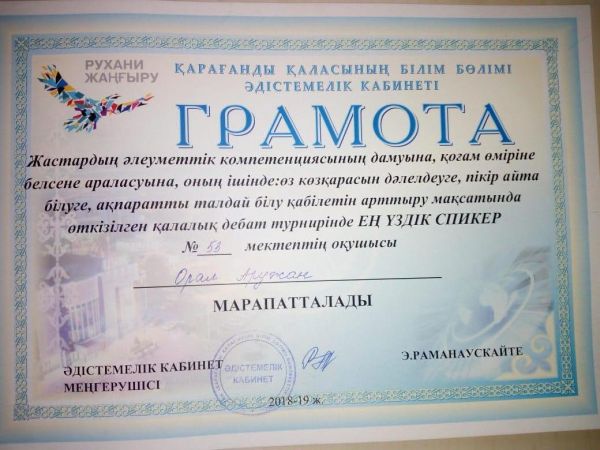 РУХАНИ
ЖАҢҒЫРУ
ҚАРАҒАНДЫ ҚАЛАСЫНЫҢ БІЛІМ БӨЛІМІ
ӘДІСТЕМЕЛІК КАБИНЕТІ
ГРАМОТА
Жастардың әлеуметтік компетенциясының дамуына, қоғам өміріне
белсене араласуына, оның ішінде:өз көзқарасын дәлелдеуге, пікір айта
білуге, ақпаратты талдай білу қабілетін арттыру мақсатында
өткізілген қалалық дебат турнирінде ЕҢ ҮЗДІК СПИКЕР
№ 53 мектептің оқушысы
Орал Аружан
МАРАПАТТАЛАДЫ
ӘДІСТЕМЕЛІК КАБИНЕТ
МЕҢГЕРУШІСІ
Э.РАМАНАУСКАЙТЕ
ӘДІСТЕМЕЛІК
КАБИНЕТ
2018-19 ж.